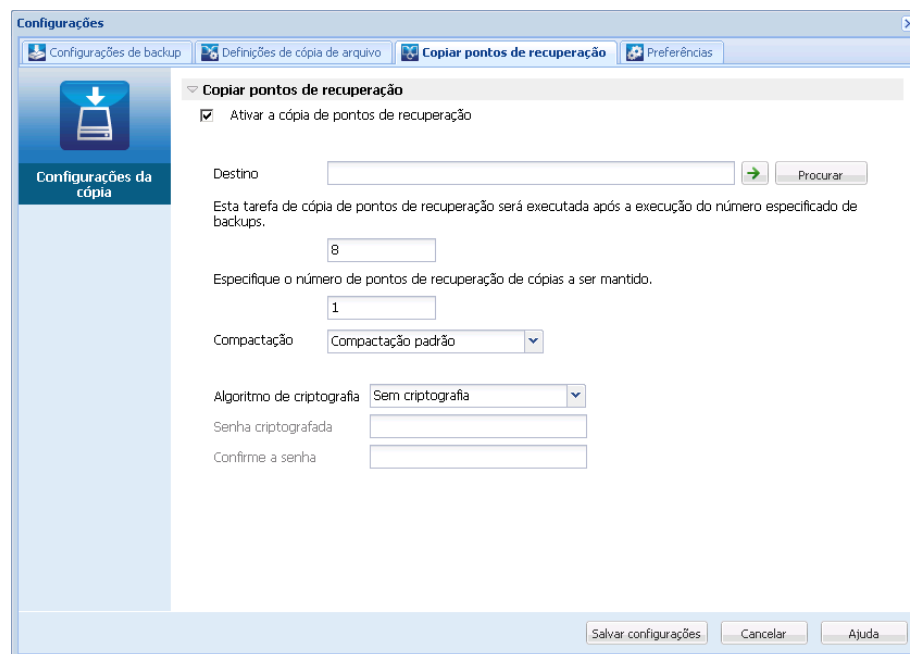 Configurações
Configurações de backup
Definições de cópia de arquivo
Copiar pontos de recuperação
Preferências
Configurações da
cópia
Copiar pontos de recuperação
Ativar a cópia de pontos de recuperação
Destino
Procurar
Esta tarefa de cópia de pontos de recuperação será executada após a execução do número especificado de
backups.
8
Especifique o número de pontos de recuperação de cópias a ser mantido.
1
Compactação
Compactação padrão
Algoritmo de criptografia
Sem criptografia
Senha criptografada
Confirme a senha
Salvar configurações
Cancelar
Ajuda